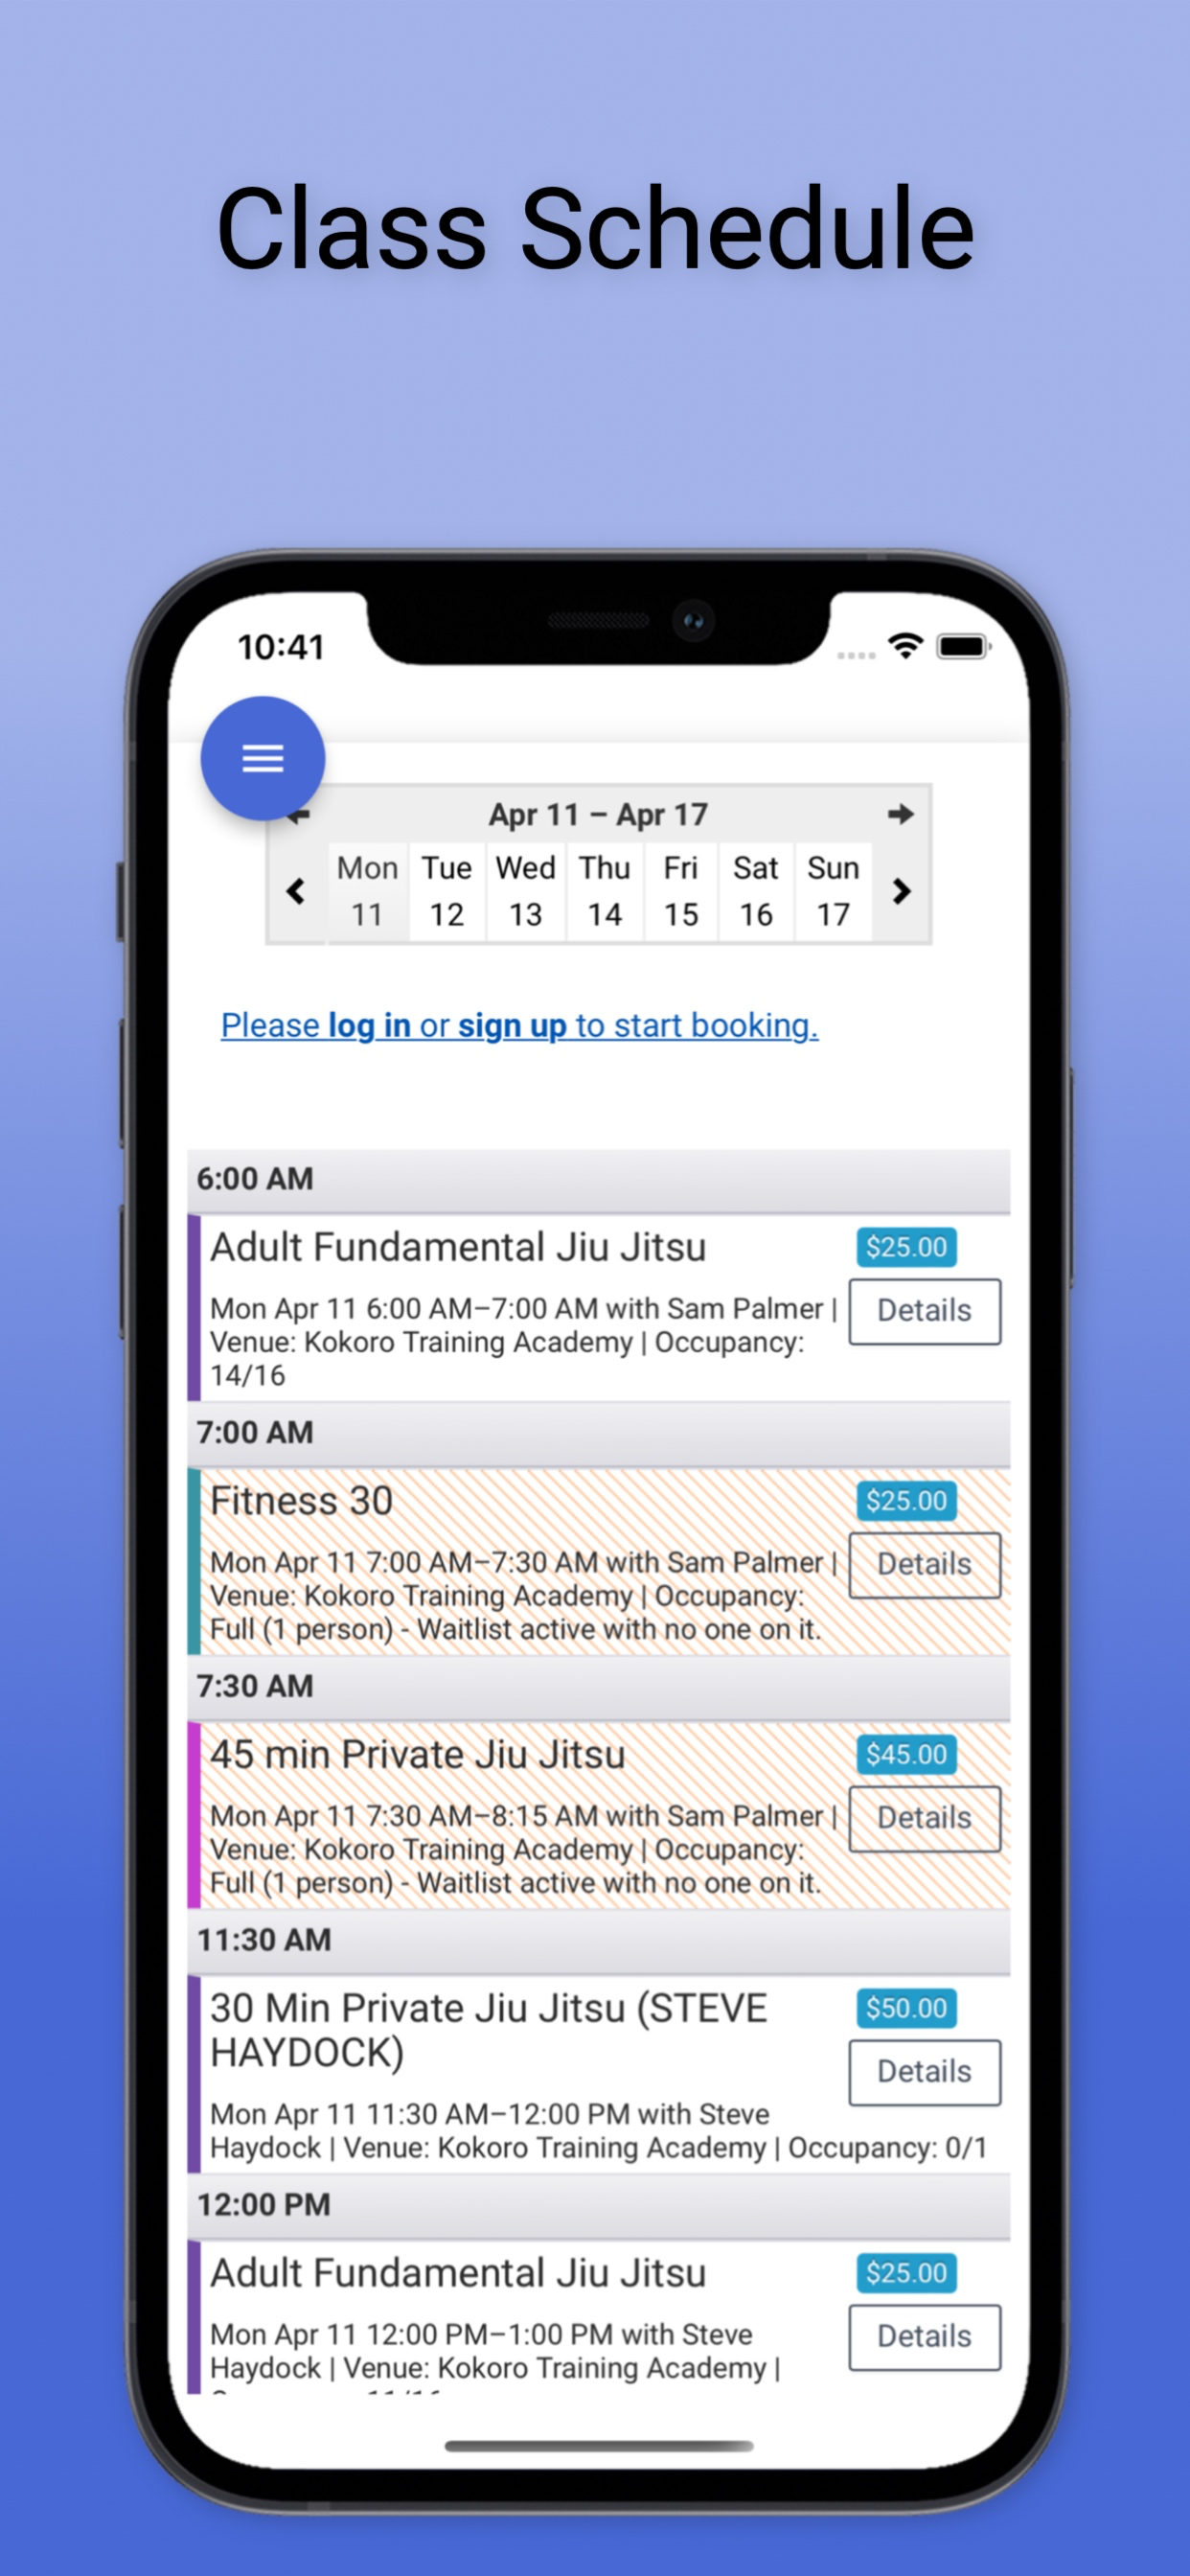 Class Schedule
10:41
Apr 11 – Apr 17
Mon Tue Wed Thu Fri Sat Sun
11 12 13 14 15 16 17
Please log in or sign up to start booking.
6:00 AM
Adult Fundamental Jiu Jitsu
$25.00
Mon Apr 11 6:00 AM–7:00 AM with Sam Palmer |
Venue: Kokoro Training Academy | Occupancy:
14/16
Details
7:00 AM
Fitness 30
$25.00
Mon Apr 11 7:00 AM–7:30 AM with Sam Palmer |
Venue: Kokoro Training Academy | Occupancy:
Full (1 person) - Waitlist active with no one on it.
Details
7:30 AM
45 min Private Jiu Jitsu
$45.00
Mon Apr 11 7:30 AM–8:15 AM with Sam Palmer |
Venue: Kokoro Training Academy | Occupancy:
Full (1 person) - Waitlist active with no one on it.
Details
11:30 AM
30 Min Private Jiu Jitsu (STEVE
HAYDOCK)
$50.00
Details
Mon Apr 11 11:30 AM–12:00 PM with Steve
Haydock | Venue: Kokoro Training Academy | Occupancy: 0/1
12:00 PM
Adult Fundamental Jiu Jitsu
$25.00
Mon Apr 11 12:00 PM–1:00 PM with Steve
Haydock | Venue: Kokoro Training Academy |
Details